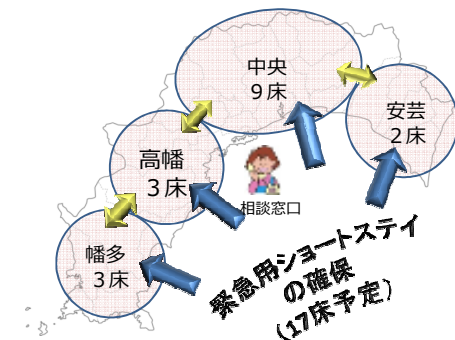 中央
９床
安芸
２床
高幡
３床
相談窓口
幡多
３床
緊急用ショートステイ
の確保
（17床予定）